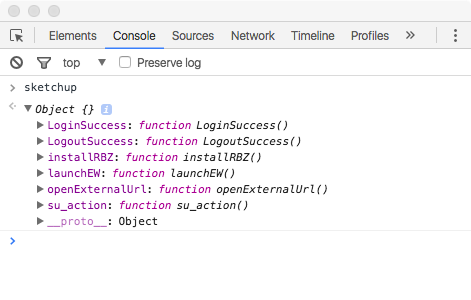 Elements Console Sources Network Timeline Profiles »
top ▼ Preserve log
> sketchup
Object {} i
LoginSuccess: function LoginSuccess()
LogoutSuccess: function LogoutSuccess()
installRBZ: function installRBZ()
launchEW: function launchEW()
openExternalUrl: function openExternalUrl()
su_action: function su_action()
__proto__: Object
>